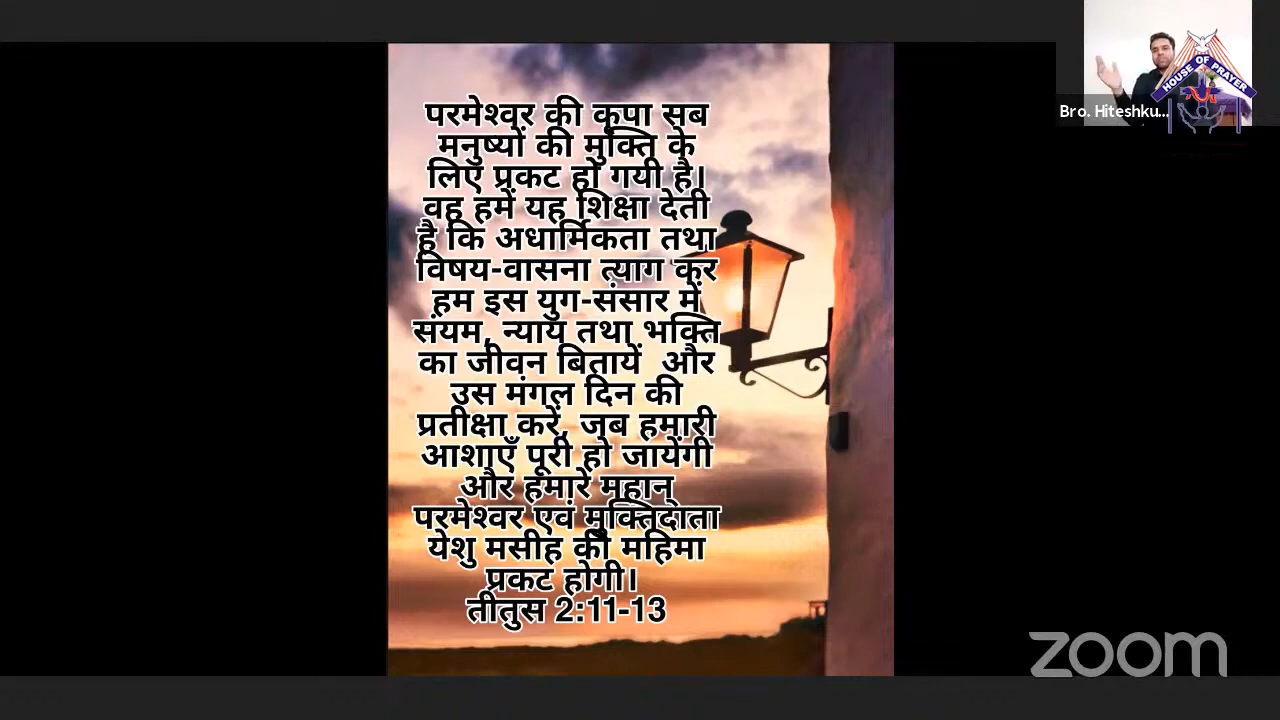 परमेश्वर की कृपा सब
मनुष्यों की मुक्ति के
लिए प्रकट हो गयी है।
वह हमें यह शिक्षा देती
है कि अधार्मिकता तथा
विषय-वासना त्याग कर
हम इस युग-संसार में
संयम, न्याय तथा भक्ति
का जीवन बितायें और
उस मंगल दिन की
प्रतीक्षा करें, जब हमारी
आशाएँ पूरी हो जायेंगी
और हमारे महान्
परमेश्वर एवं मुक्तिदाता
येशु मसीह की महिमा
प्रकट होगी।
तीतुस 2:11-13
HOUSE OF PRAYER
Bro. Hiteshku...
zoom